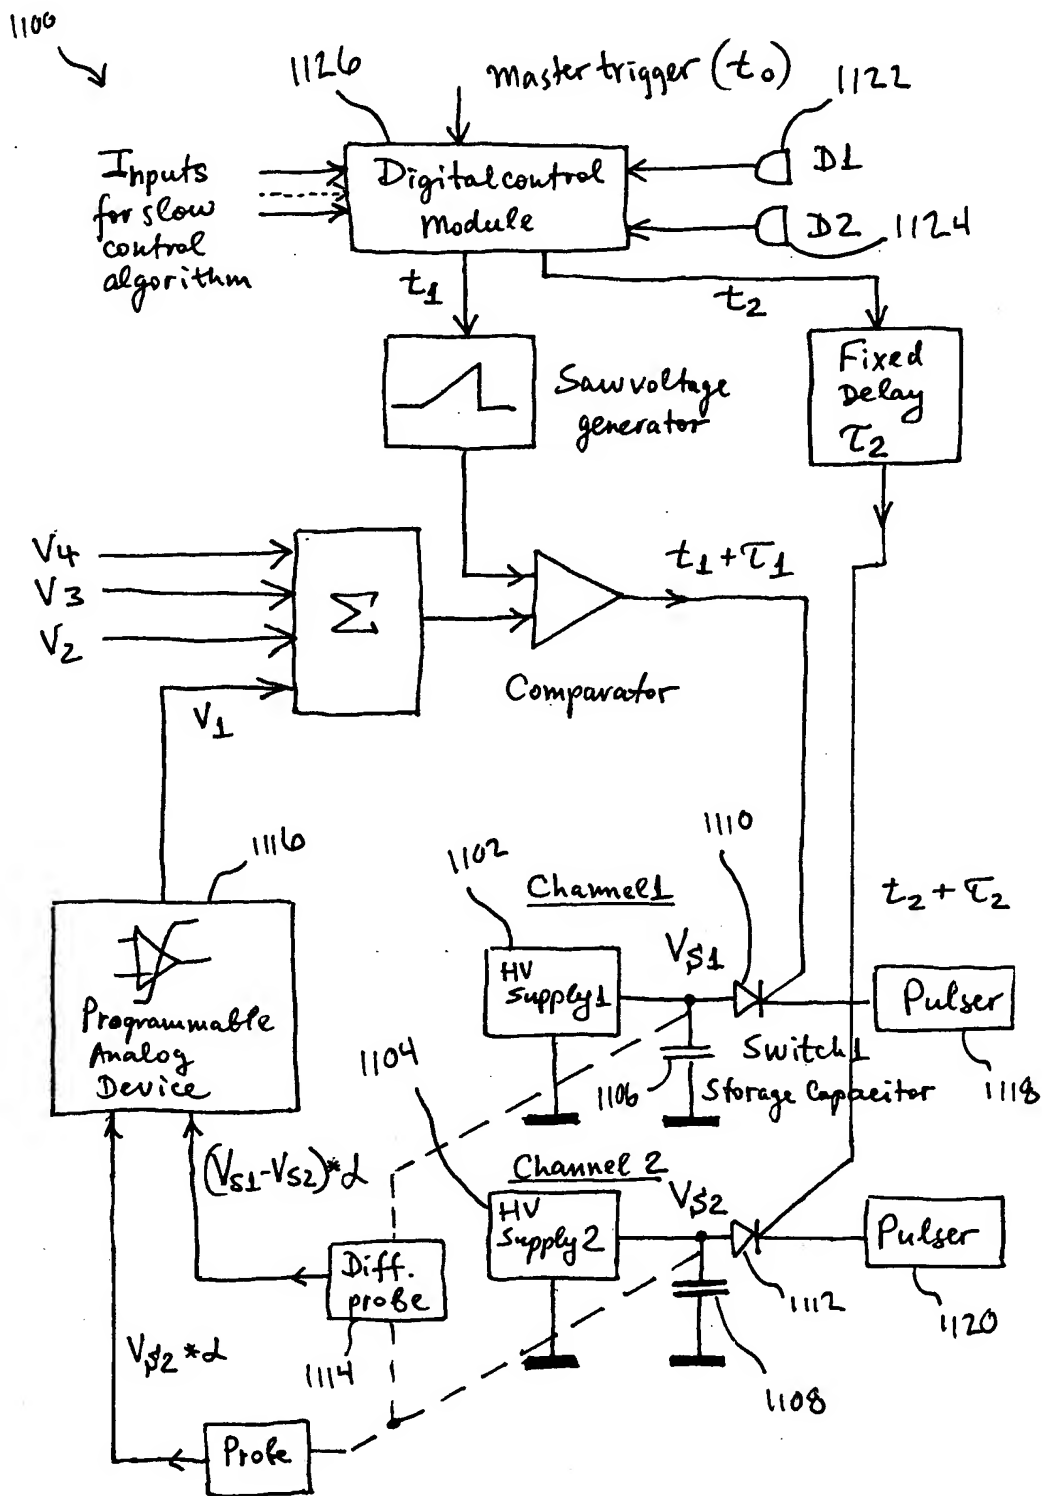 1100
1126
Master trigger (t0)
1122
Inputs
for slow
control
algorithm
Digital control
Module
D1
D2
1124
t1
t2
Saw voltage
generator
Fixed
Delay
τ2
V4
V3
V2
V1
Σ
t1+τ1
Comparator
1116
1110
1102
Channel 1
t2+τ2
VS1
HV
Supply 1
Pulser
Programmable
Analog
Device
1104
Switch 1
1106
Storage Capacitor
1118
(VS1-VS2)*α
Channel 2
VS2
HV
Supply 2
Pulser
Diff.
probe
1112
1120
VS2*α
1114
1108
Probe